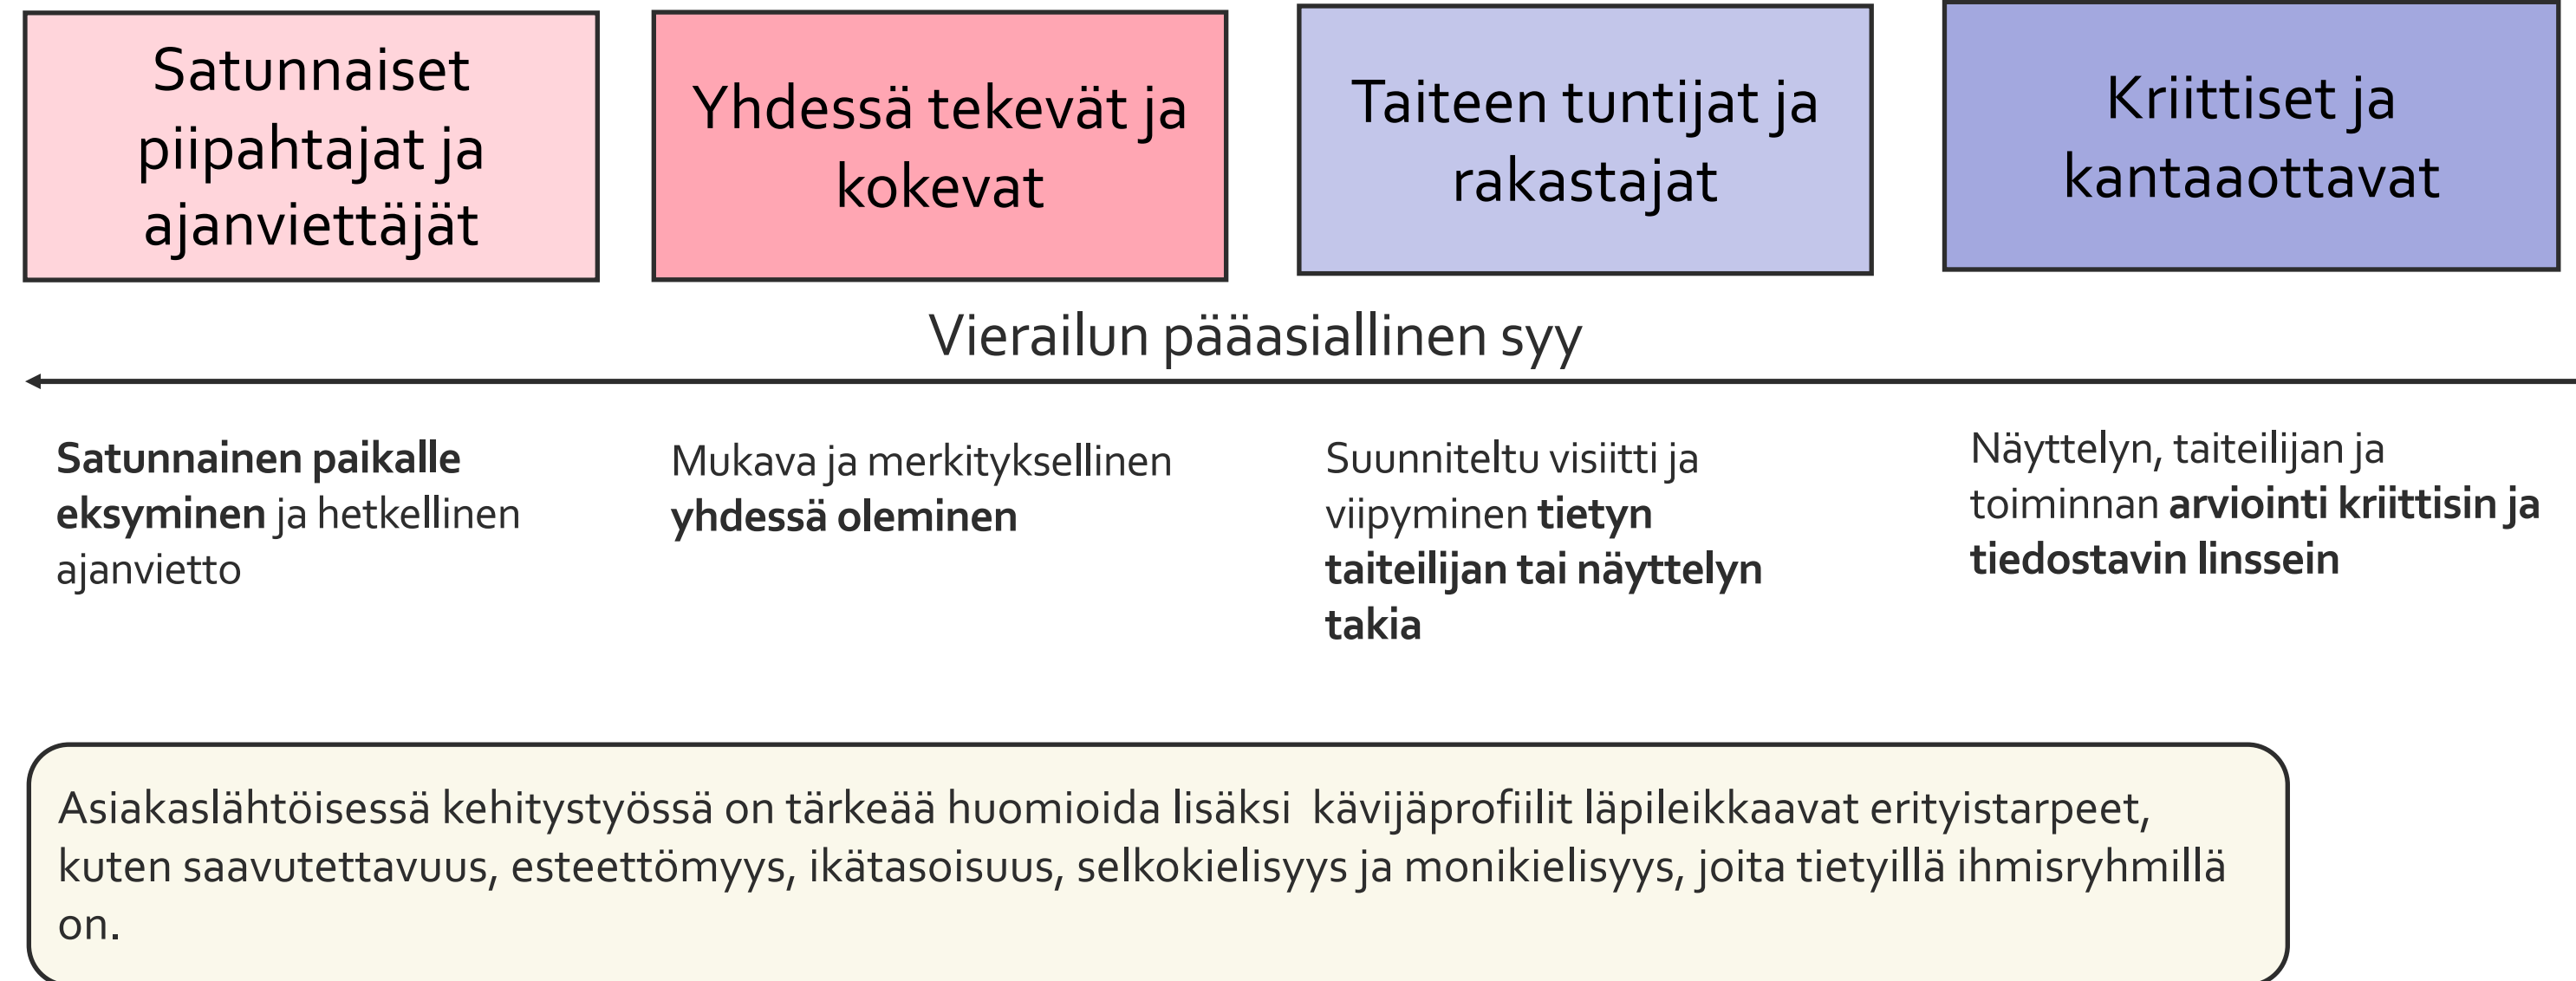 Satunnaiset
piipahtajat ja
ajanviettäjät
Yhdessä tekevät ja
kokevat
Taiteen tuntijat ja
rakastajat
Kriittiset ja
kantaaottavat
Vierailun pääasiallinen syy
Satunnainen paikalle
eksyminen ja hetkellinen
ajanvietto
Mukava ja merkityksellinen
yhdessä oleminen
Suunniteltu visiitti ja
viipyminen tietyn
taiteilijan tai näyttelyn
takia
Näyttelyn, taiteilijan ja
toiminnan arviointi kriittisin ja
tiedostavin linssein
Asiakaslähtöisessä kehitystyössä on tärkeää huomioida lisäksi  kävijäprofiilit läpileikkaavat erityistarpeet,
kuten saavutettavuus, esteettömyys, ikätasoisuus, selkokielisyys ja monikielisyys, joita tietyillä ihmisryhmillä
on.